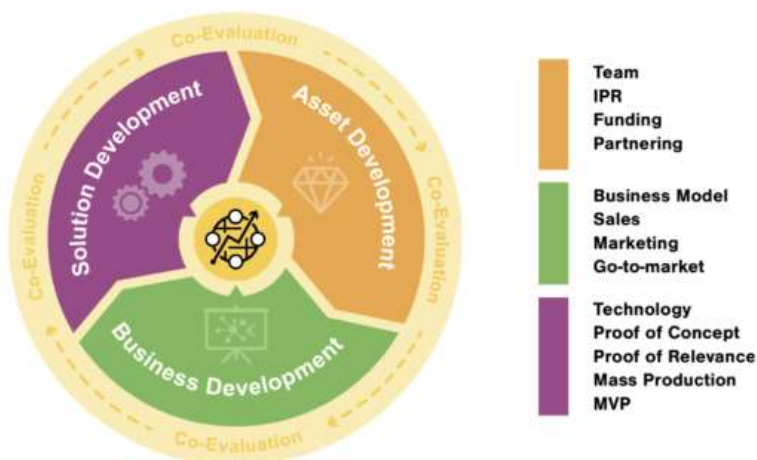 Co-Evaluation
Solution Development
Asset Development
Co-Evaluation
Co-Evaluation
Business Development
Co-Evaluation
Team
IPR
Funding
Partnering
Business Model
Sales
Marketing
Go-to-market
Technology
Proof of Concept
Proof of Relevance
Mass Production
MVP